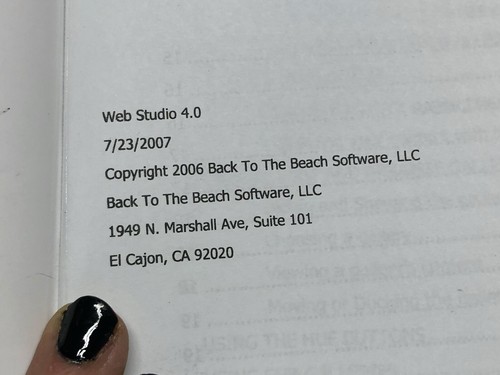 Web Studio 4.0
7/23/2007
Copyright 2006 Back To The Beach Software, LLC
Back To The Beach Software, LLC
1949 N. Marshall Ave, Suite 101
El Cajon, CA 92020